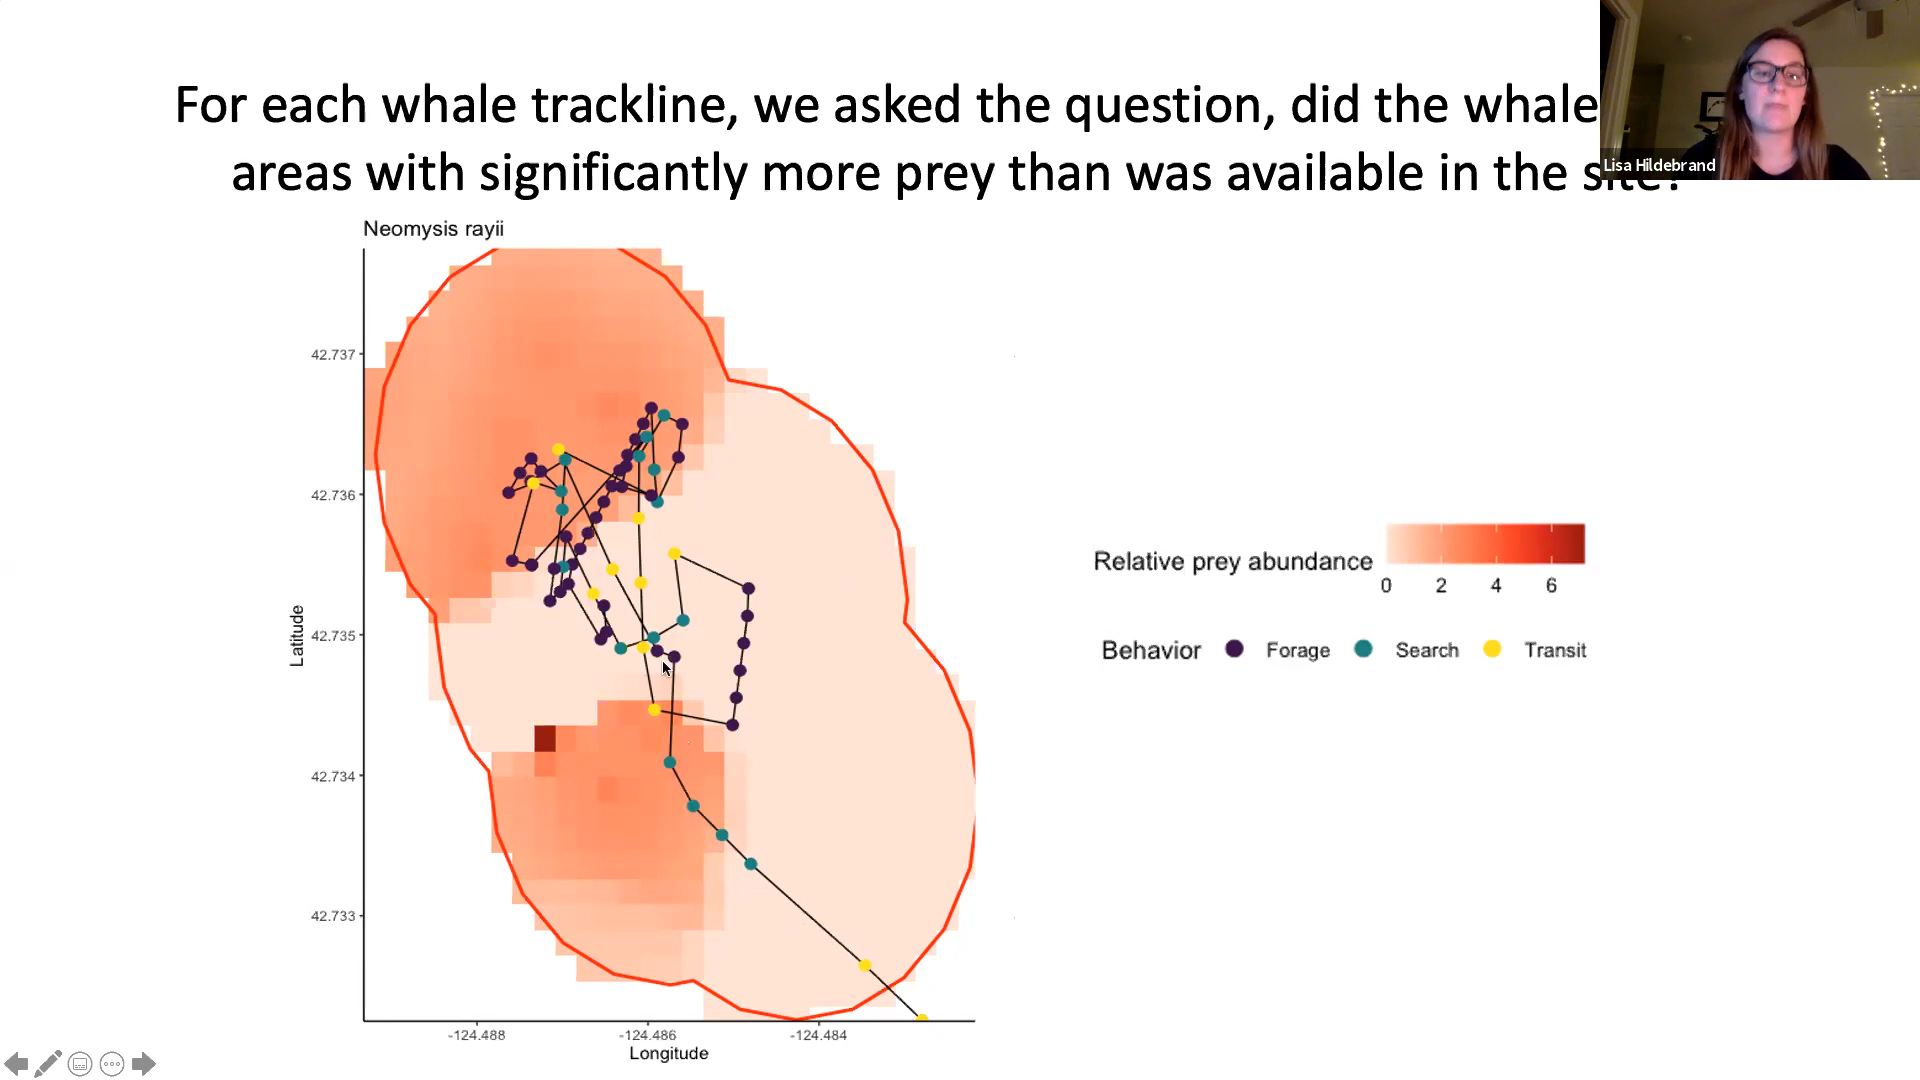 For each whale trackline, we asked the question, did the whale
areas with significantly more prey than was available in the site?
Lisa Hildebrand
Neomysis rayii
42.737
42.736
42.735
42.734
42.733
Latitude
-124.488
-124.486
-124.484
Longitude
Relative prey abundance
0 2 4 6
Behavior Forage Search Transit